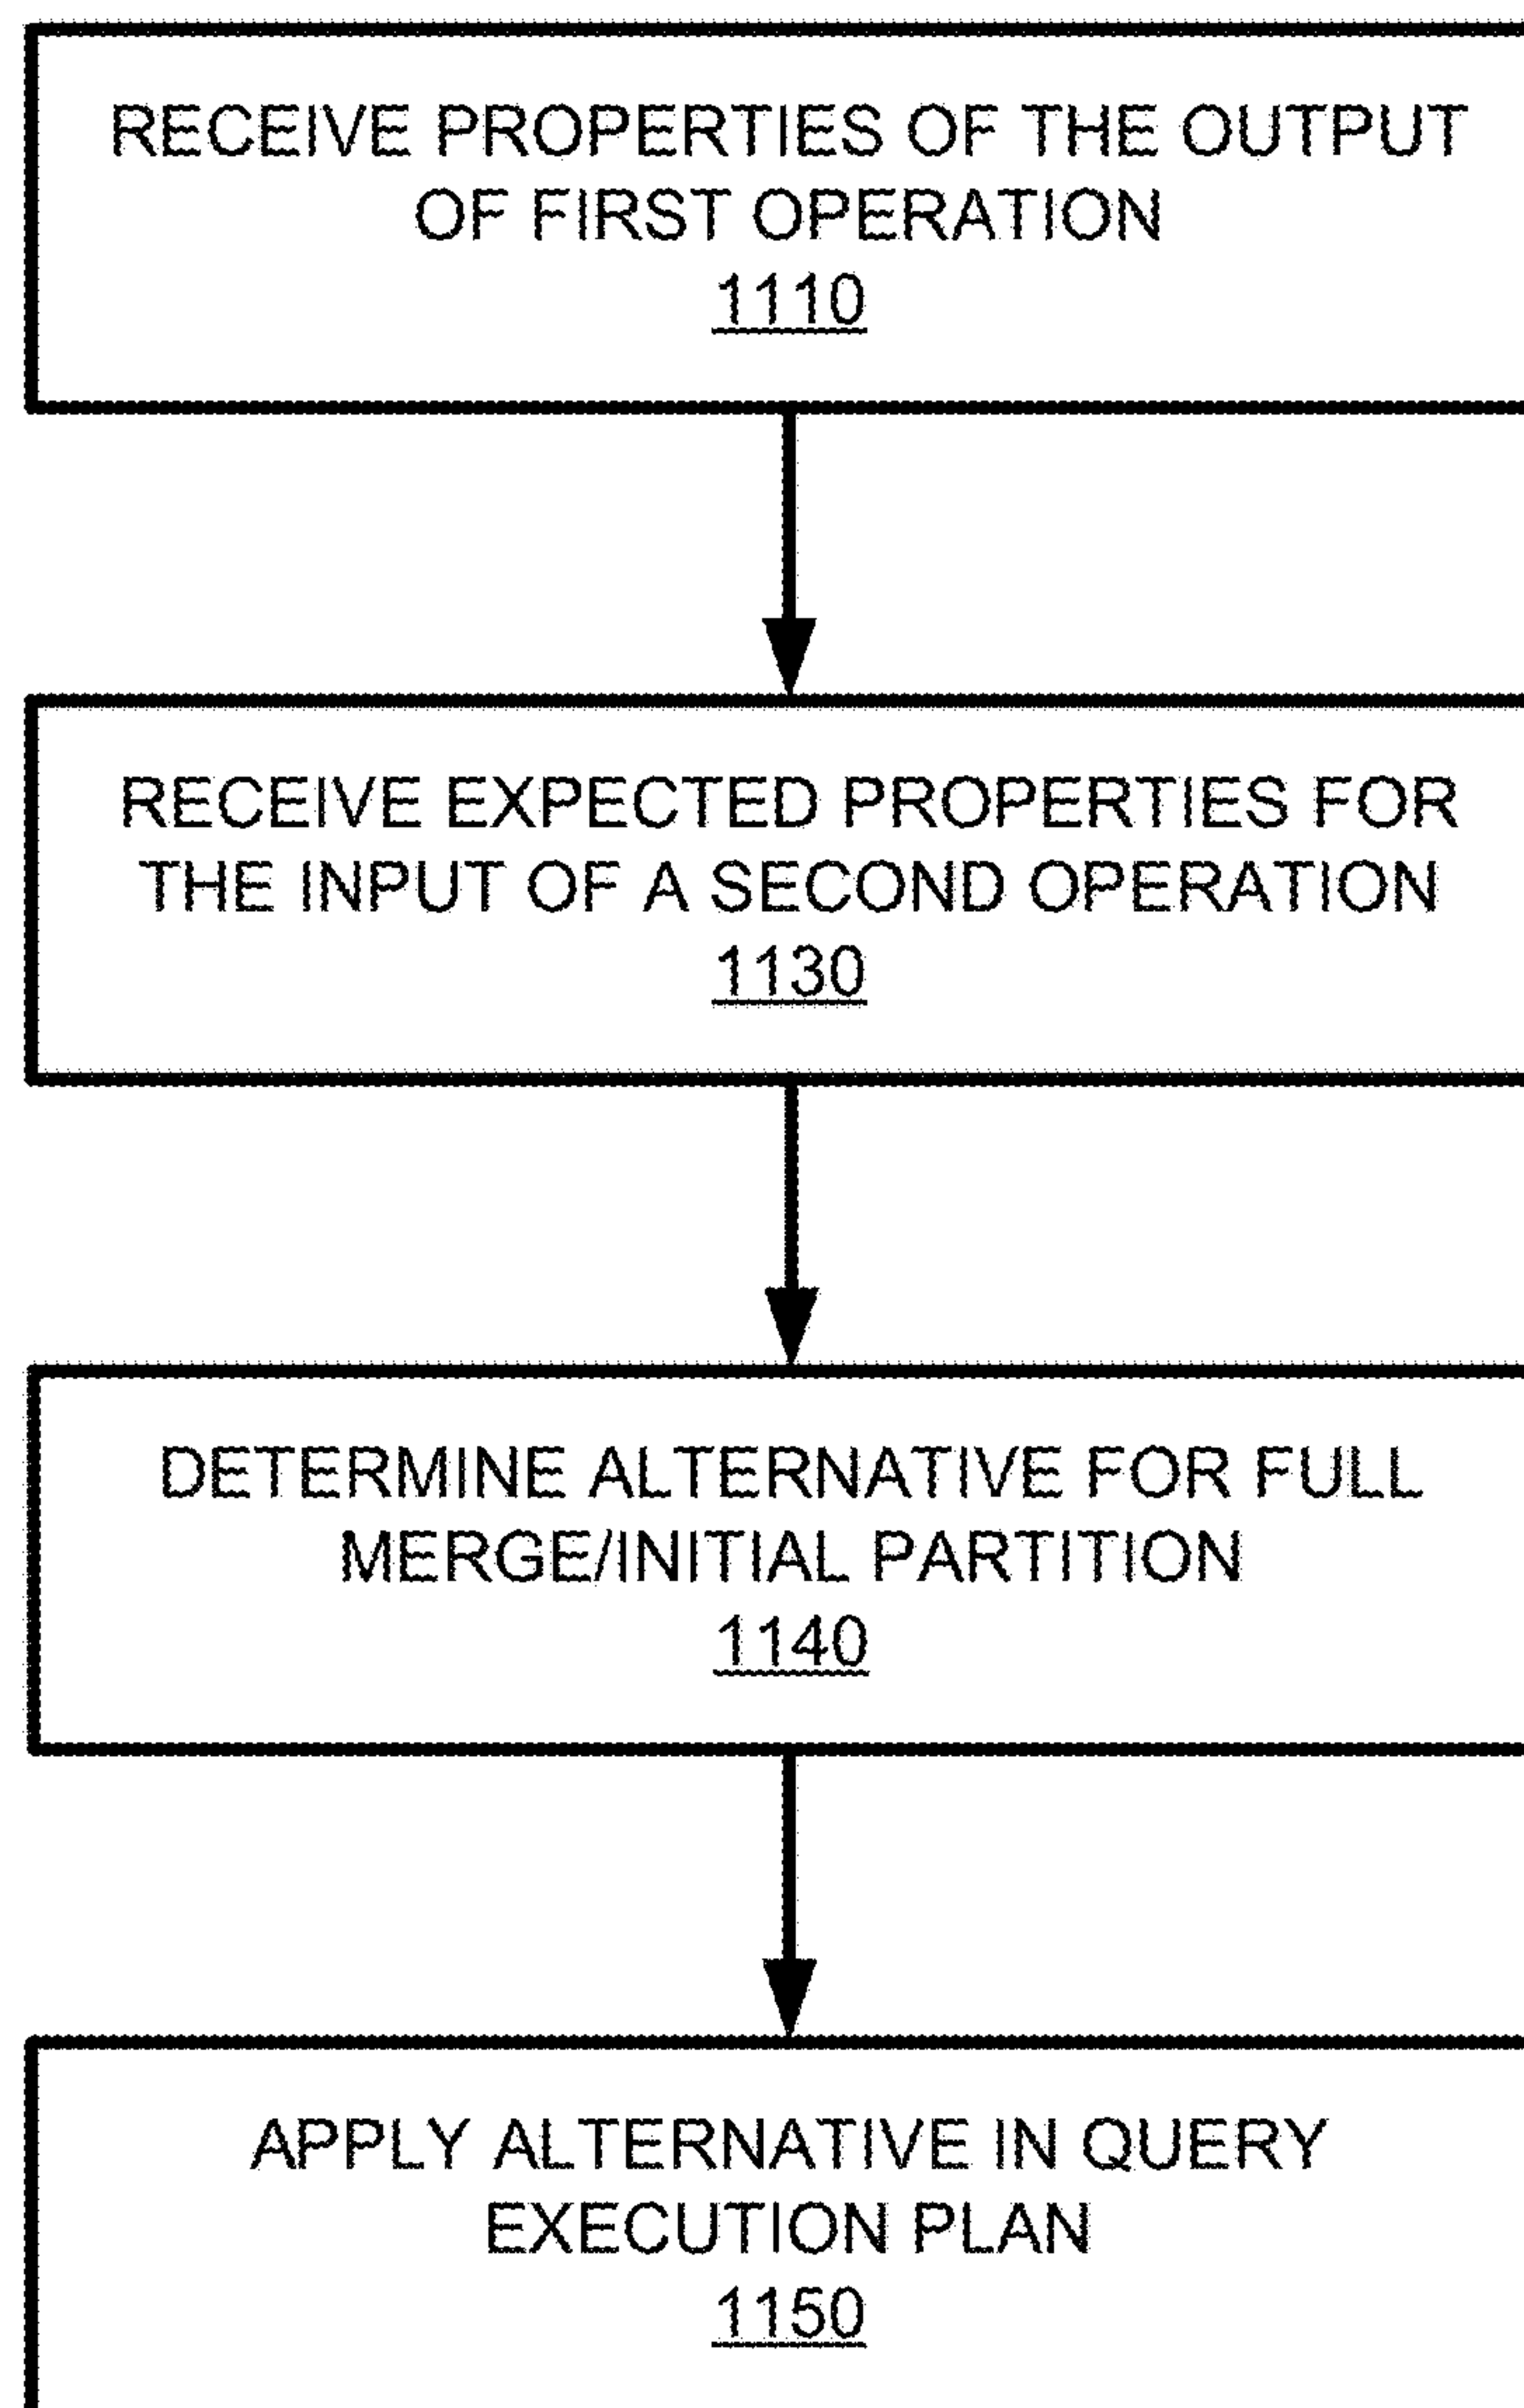 RECEIVE PROPERTIES OF THE OUTPUT
OF FIRST OPERATION
1110
RECEIVE EXPECTED PROPERTIES FOR
THE INPUT OF A SECOND OPERATION
1130
DETERMINE ALTERNATIVE FOR FULL
MERGE/INITIAL PARTITION
1140
APPLY ALTERNATIVE IN QUERY
EXECUTION PLAN
1150